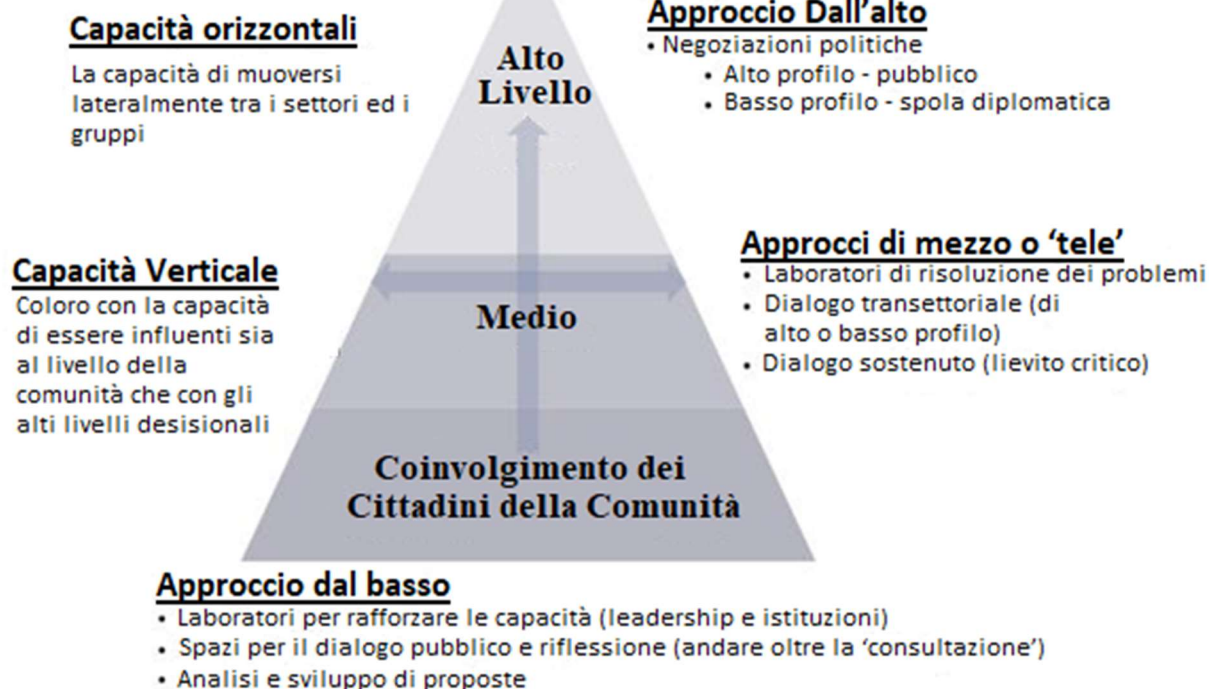 Capacità orizzontali
La capacità di muoversi
lateralmente tra i settori ed i
gruppi
Alto
Livello
Approccio Dall’alto
• Negoziazioni politiche
• Alto profilo - pubblico
• Basso profilo - spola diplomatica
Capacità Verticale
Coloro con la capacità
di essere influenti sia
al livello della
comunità che con gli
alti livelli desisionali
Medio
Approcci di mezzo o ‘tele’
• Laboratori di risoluzione dei problemi
• Dialogo transettoriale (di
alto o basso profilo)
• Dialogo sostenuto (lievito critico)
Coinvolgimento dei
Cittadini della Comunità
Approccio dal basso
• Laboratori per rafforzare le capacità (leadership e istituzioni)
• Spazi per il dialogo pubblico e riflessione (andare oltre la ‘consultazione’)
• Analisi e sviluppo di proposte